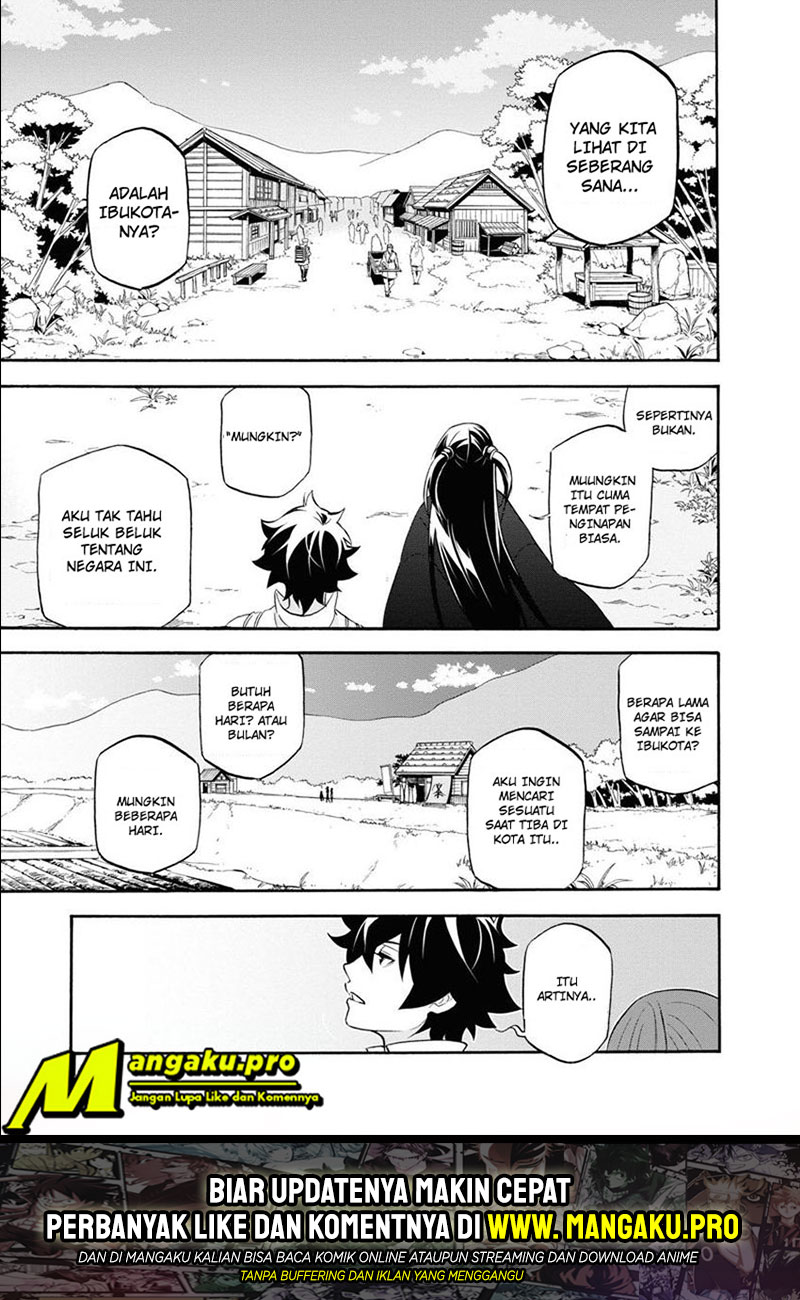 YANG KITA
LIHAT DI
SEBERANG
SANA...
ADALAH
IBUKOTA-
NYA?
SEPERTINYA
BUKAN.
MUUNGKIN
ITU CUMA
TEMPAT PE-
NGINAPAN
BIASA.
"MUNGKIN?"
AKU TAK TAHU
SELUK BELUK
TENTANG
NEGARA INI.
BERAPA LAMA
AGAR BISA
SAMPAI KE
IBUKOTA?
AKU INGIN
MENCARI
SESUATU
SAAT TIBA DI
KOTA ITU..
BUTUH
BERAPA
HARI? ATAU
BULAN?
MUNGKIN
BEBERAPA
HARI.
ITU
ARTINYA..
Mangaku.pro
Jangan Lupa Like dan Komennya
BIAR UPDATENYA MAKIN CEPAT
PERBANYAK LIKE DAN KOMENTNYA DI WWW. MANGAKU.PRO
DAN DI MANGAKU KALIAN BISA BACA KOMIK ONLINE ATAUPUN STREAMING DAN DOWNLOAD ANIME
TANPA BUFFERING DAN IKLAN YANG MENGGANGU